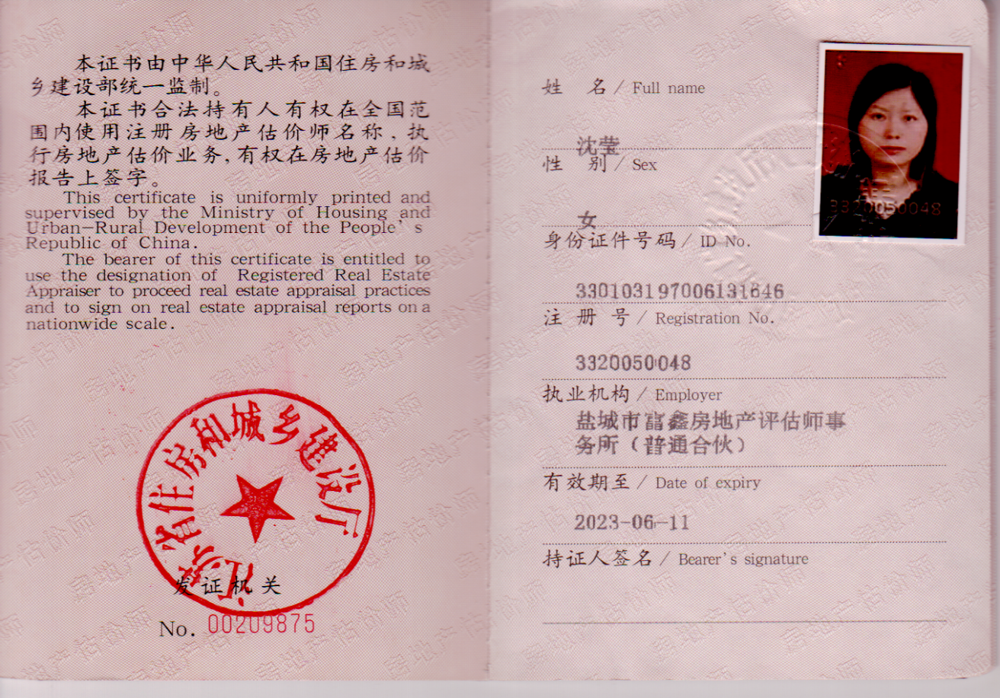 本证书由中华人民共和国住房和城
乡建设部统一监制。
本证书合法持有人有权在全国范
围内使用注册房地产估价师名称,执
行房地产估价业务,有权在房地产估价
报告上签字。
This certificate is uniformly printed and
supervised by the Ministry of Housing and
Urban-Rural Development of the People's
Republic of China.
The bearer of this certificate is entitled to
use the designation of Registered Real Estate
Appraiser to proceed real estate appraisal practices
and to sign on real estate appraisal reports on a
nationwide scale.
江苏省住房和城乡建设厅
发证机关
No. 00209875
姓 名 / Full name
沈莹
性 别 / Sex
女
身份证件号码 / ID No.
330103197006131646
注 册 号 / Registration No.
3320050048
执业机构 / Employer
盐城市富鑫房地产评估师事
务所(普通合伙)
有效期至 / Date of expiry
2023-06-11
持证人签名 / Bearer's signature
3320050048
房地产估价师